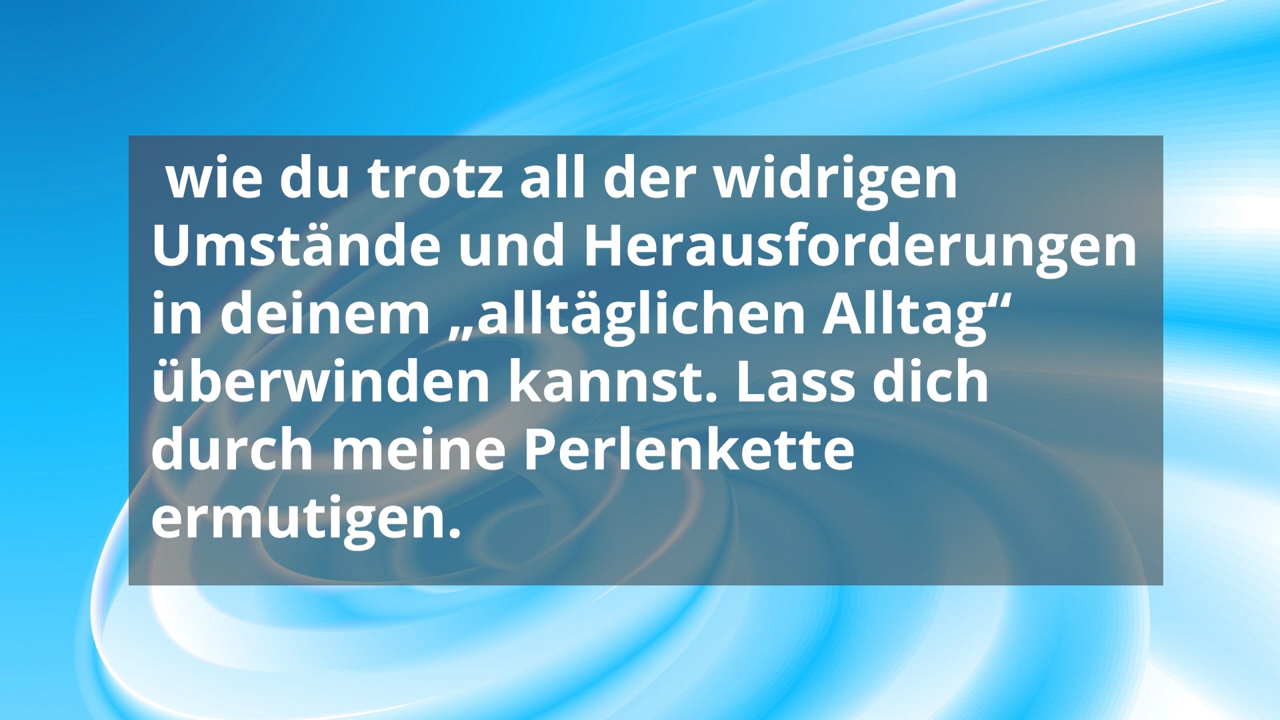 wie du trotz all der widrigen
Umstände und Herausforderungen
in deinem „alltäglichen Alltag“
überwinden kannst. Lass dich
durch meine Perlenkette
ermutigen.